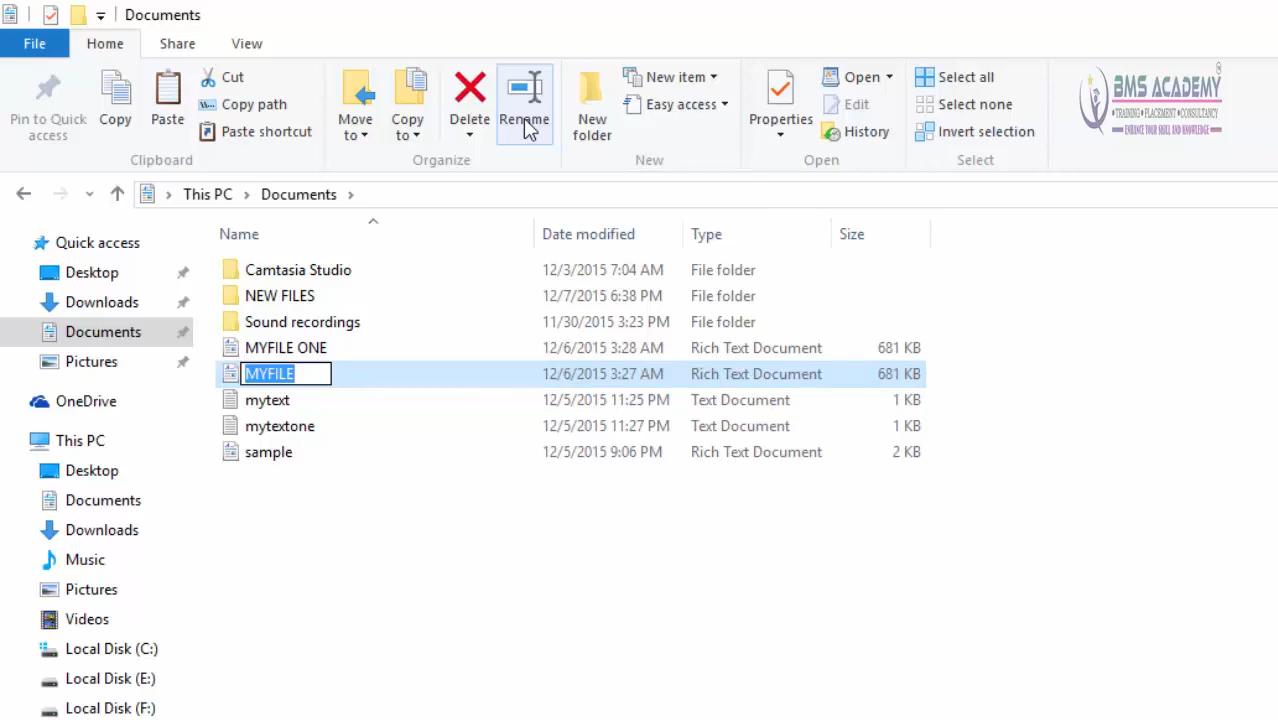 Documents
File Home Share View
Pin to Quick access
Copy
Paste
Cut
Copy path
Paste shortcut
Clipboard
Move to
Copy to
Delete
Rename
Organize
New folder
New item
Easy access
New
Properties
Open
Edit
History
Open
Select all
Select none
Invert selection
Select
BMS ACADEMY
TRAINING PLACEMENT CONSULTANCY
ENHANCE YOUR SKILL AND KNOWLEDGE
This PC > Documents >
Quick access
Desktop
Downloads
Documents
Pictures
OneDrive
This PC
Desktop
Documents
Downloads
Music
Pictures
Videos
Local Disk (C:)
Local Disk (E:)
Local Disk (F:)
Name Date modified Type Size
Camtasia Studio 12/3/2015 7:04 AM File folder
NEW FILES 12/7/2015 6:38 PM File folder
Sound recordings 11/30/2015 3:23 PM File folder
MYFILE ONE 12/6/2015 3:28 AM Rich Text Document 681 KB
MYFILE 12/6/2015 3:27 AM Rich Text Document 681 KB
mytext 12/5/2015 11:25 PM Text Document 1 KB
mytextone 12/5/2015 11:27 PM Text Document 1 KB
sample 12/5/2015 9:06 PM Rich Text Document 2 KB